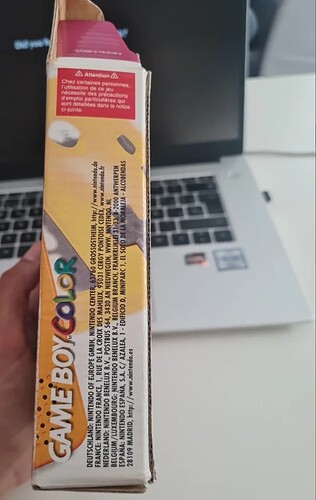 ⚠ Attention ⚠
Chez certaines personnes,
l'utilisation de ce jeu
nécessite des précautions
d'emploi particulières qui
sont détaillées dans la notice
ci-jointe.
GAME BOY COLOR
DEUTSCHLAND: NINTENDO OF EUROPE GMBH, NINTENDO CENTER, 63760 GROSSOSTHEIM, http://www.nintendo.de
FRANCE: NINTENDO FRANCE, 1, RUE DE LA CROIX DES MAHEUX, 95031 CERGY PONTOISE CEDEX, www.nintendo.fr
NEDERLAND: NINTENDO BENELUX B.V., POSTBUS 564, 3430 AN NIEUWEGEIN, WWW. NINTENDO. NL
BELGIUM/LUXEMBOURG: NINTENDO BENELUX B.V., BELGIUM BRANCH, FRANKRIJKLEI 31-33, B-2000 ANTWERPEN
ESPAÑA: NINTENDO ESPAÑA, S.A. C/ AZALEA, 1 - EDIFICIO D, MINIPARC I, EL SOTO DE LA MORALEJA - ALCOBENDAS
28109 MADRID, http://www.nintendo.es